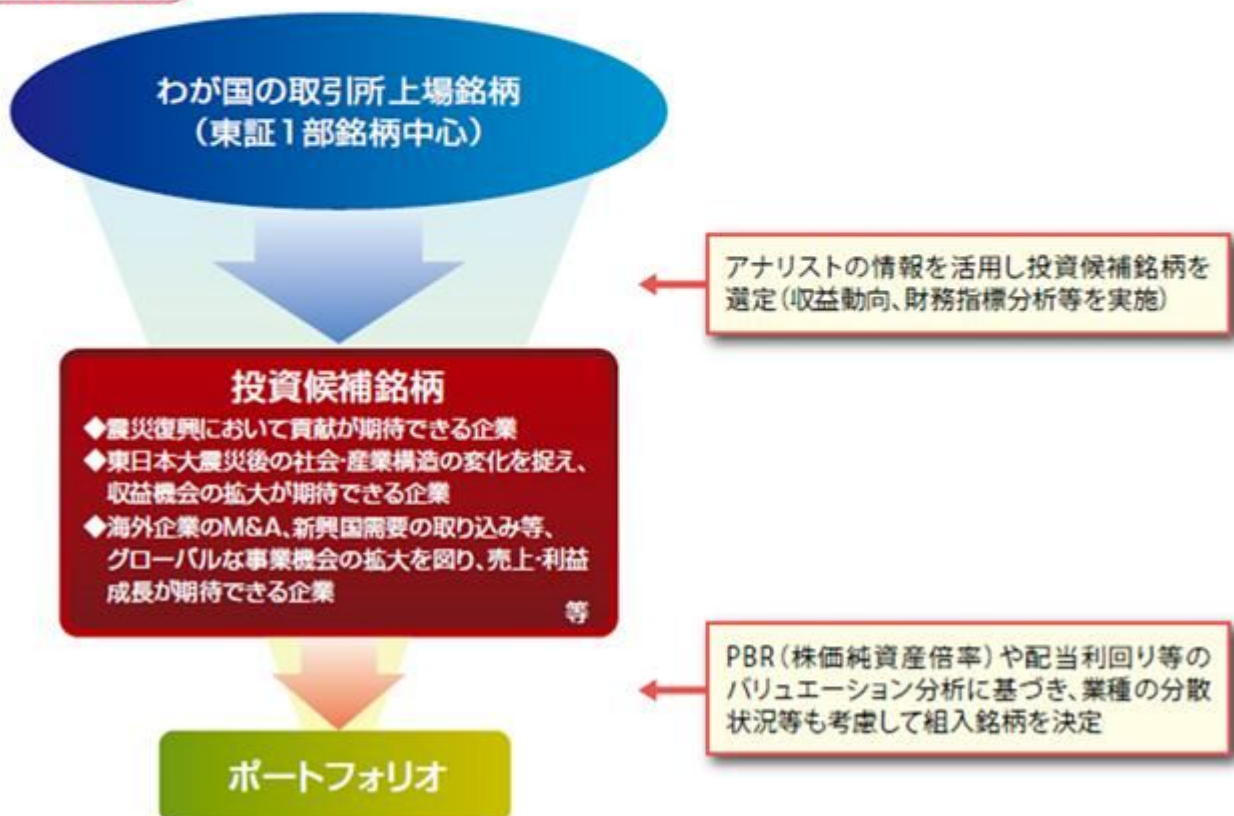 わが国の取引所上場銘柄
（東証1部銘柄中心）
アナリストの情報を活用し投資候補銘柄を
選定（収益動向、財務指標分析等を実施）
投資候補銘柄
◆震災復興において貢献が期待できる企業
◆東日本大震災後の社会・産業構造の変化を捉え、
収益機会の拡大が期待できる企業
◆海外企業のM&A、新興国需要の取り込み等、
グローバルな事業機会の拡大を図り、売上・利益
成長が期待できる企業
等
PBR（株価純資産倍率）や配当利回り等の
バリュエーション分析に基づき、業種の分散
状況等も考慮して組入銘柄を決定
ポートフォリオ